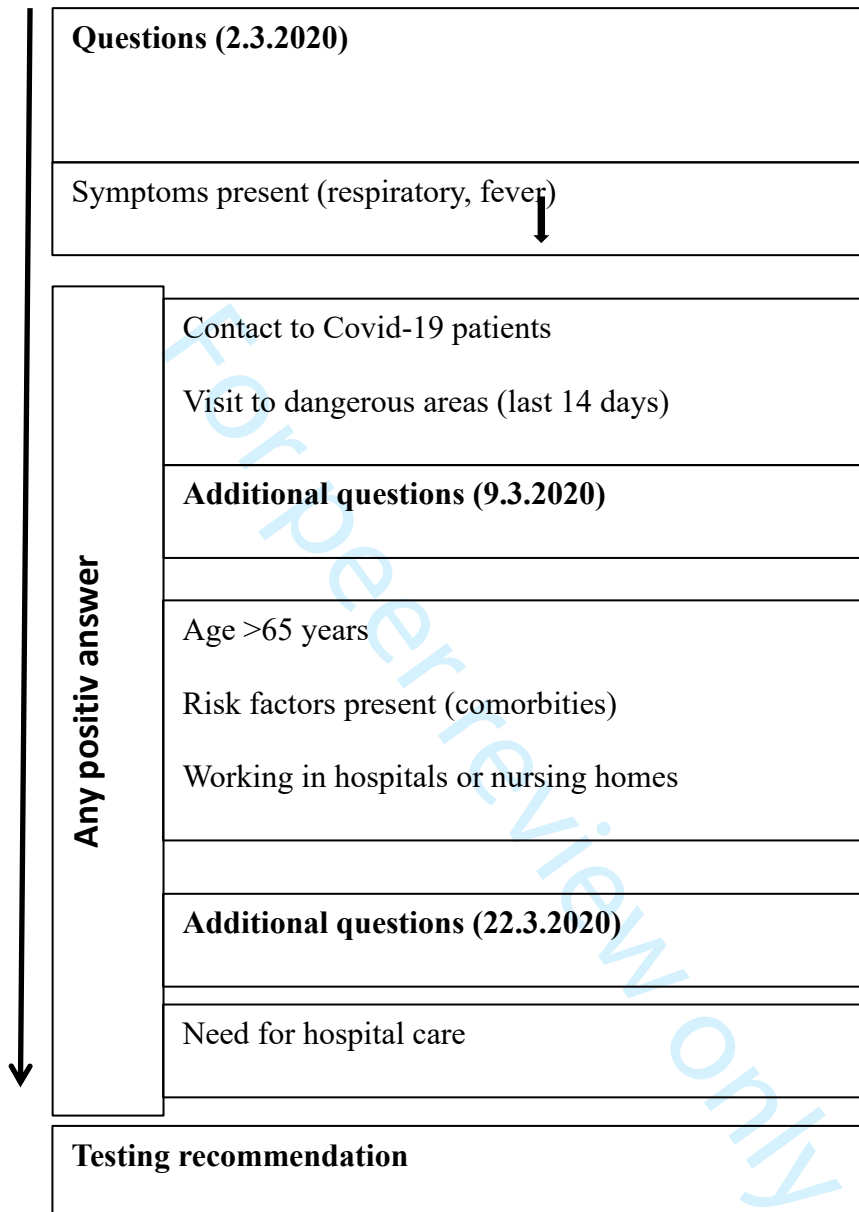 Questions (2.3.2020)
Symptoms present (respiratory, fever)
Contact to Covid-19 patients
Visit to dangerous areas (last 14 days)
Additional questions (9.3.2020)
Any positiv answer
Age >65 years
Risk factors present (comorbities)
Working in hospitals or nursing homes
Additional questions (22.3.2020)
Need for hospital care
Testing recommendation
For peer review only